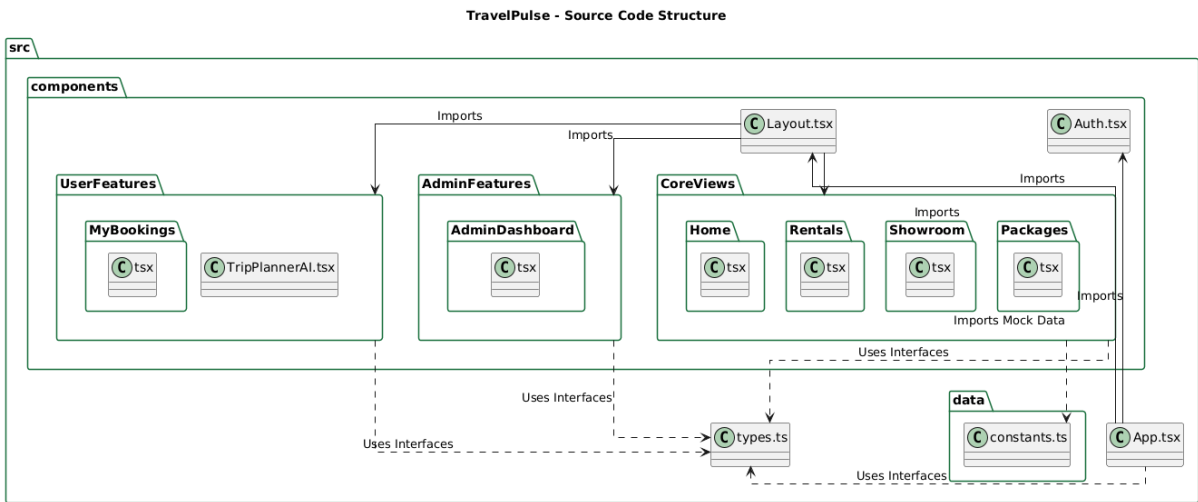 TravelPulse - Source Code Structure
src
components
Imports
C Layout.tsx
C Auth.tsx
Imports
Imports
UserFeatures
AdminFeatures
CoreViews
Imports
MyBookings
AdminDashboard
Home
Rentals
Showroom
Packages
C tsx
C TripPlannerAI.tsx
C tsx
C tsx
C tsx
C tsx
C tsx
Imports
Imports Mock Data
Uses Interfaces
Uses Interfaces
data
Uses Interfaces
C types.ts
C constants.ts
C App.tsx
Uses Interfaces